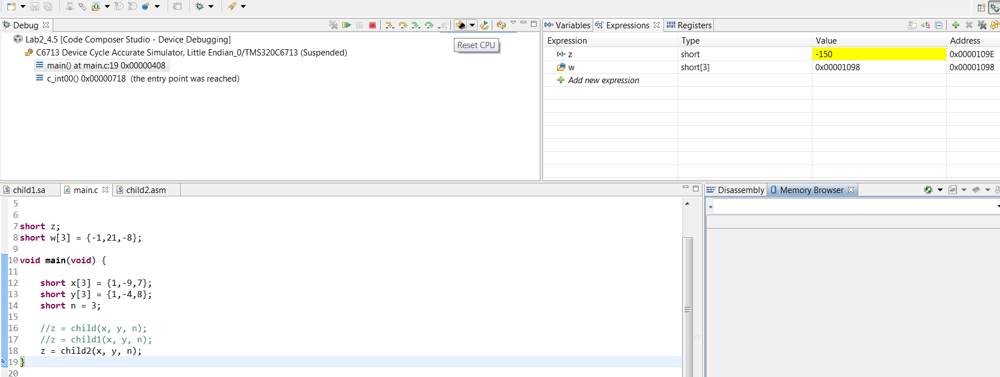 Debug
Lab2_4.5 [Code Composer Studio - Device Debugging]
C6713 Device Cycle Accurate Simulator, Little Endian_0/TMS320C6713 (Suspended)
main() at main.c:19 0x00000408
c_int00() 0x00000718  (the entry point was reached)
Reset CPU
Variables Expressions Registers
Expression Type Value Address
z short -150 0x0000109E
w short[3] 0x00001098 0x00001098
Add new expression
child1.sa main.c child2.asm
5
6
7 short z;
8 short w[3] = {-1,21,-8};
9
10 void main(void) {
11
12     short x[3] = {1,-9,7};
13     short y[3] = {1,-4,8};
14     short n = 3;
15
16     //z = child(x, y, n);
17     //z = child1(x, y, n);
18     z = child2(x, y, n);
19 }
20
Disassembly Memory Browser